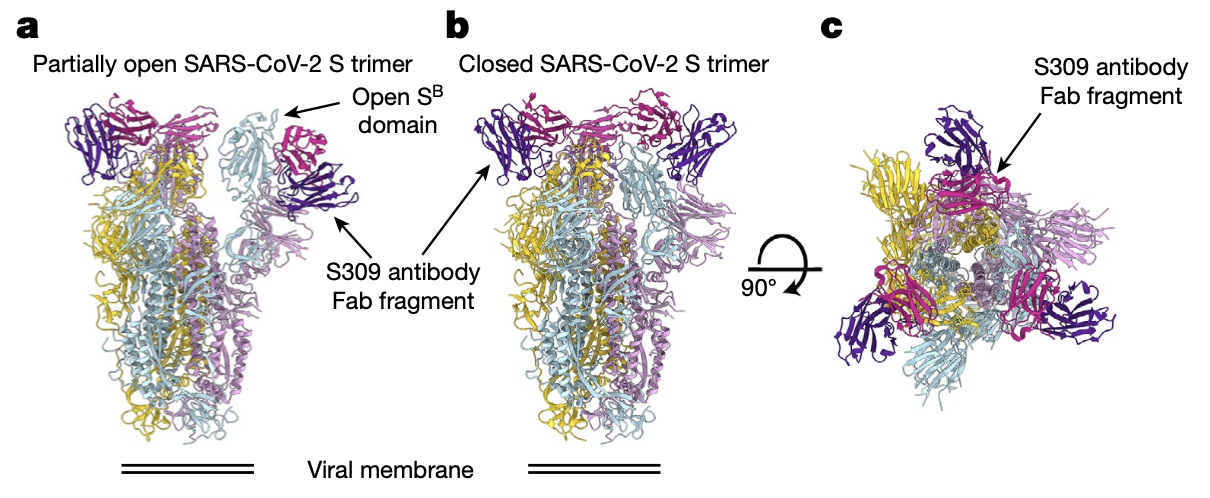 a
Partially open SARS-CoV-2 S trimer
Open Sᴮ
domain
b
Closed SARS-CoV-2 S trimer
S309 antibody
Fab fragment
c
S309 antibody
Fab fragment
90°
Viral membrane